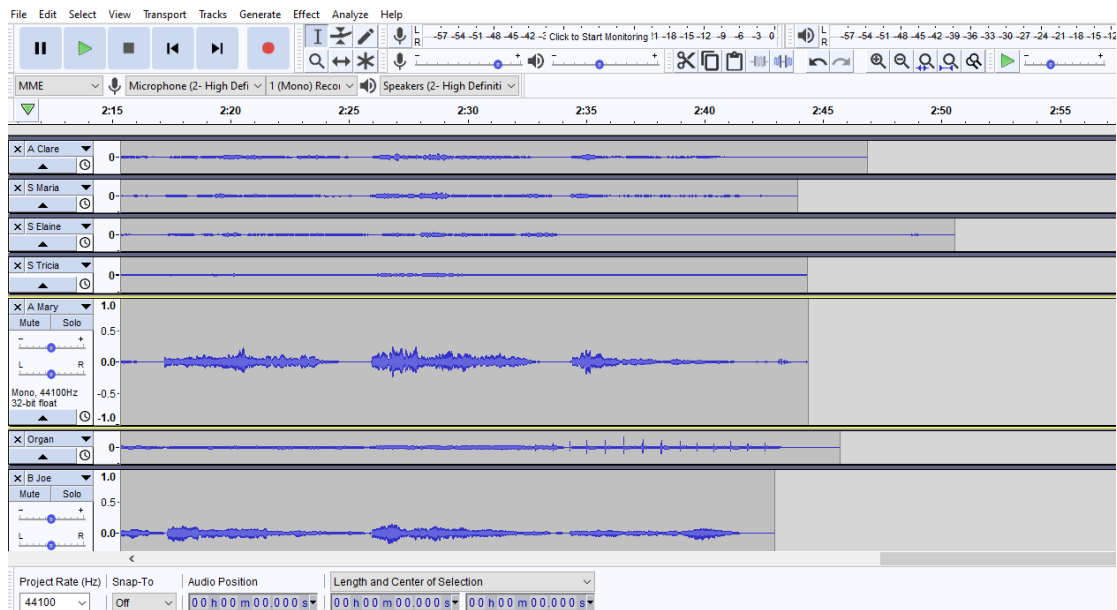 File Edit Select View Transport Tracks Generate Effect Analyze Help
L R -57 -54 -51 -48 -45 -42 -3 Click to Start Monitoring !1 -18 -15 -12 -9 -6 -3 0 L R -57 -54 -51 -48 -45 -42 -39 -36 -33 -30 -27 -24 -21 -18 -15 -12
- + - + - +
MME Microphone (2- High Defi 1 (Mono) Recor Speakers (2- High Definiti
2:15 2:20 2:25 2:30 2:35 2:40 2:45 2:50 2:55
A Clare 0-
S Maria 0-
S Elaine 0-
S Tricia 0-
A Mary 1.0
Mute Solo
- + 0.5-
L R 0.0-
Mono, 44100Hz -0.5-
32-bit float
-1.0
Organ 0-
B Joe 1.0
Mute Solo
- + 0.5-
L R 0.0-
Project Rate (Hz) Snap-To Audio Position Length and Center of Selection
44100 Off 00 h 00 m 00.000 s 00 h 00 m 00.000 s 00 h 00 m 00.000 s